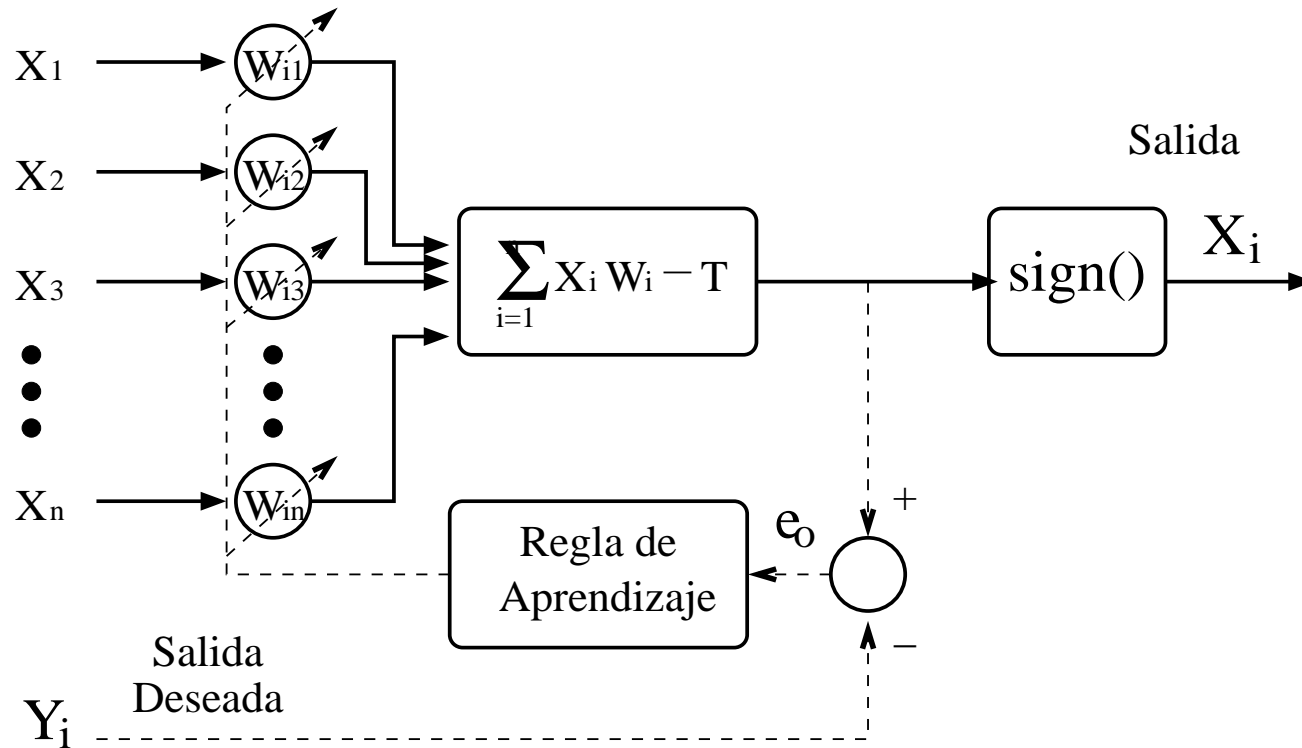 X1
Wi1
X2
Wi2
Salida
X3
Wi3
∑ Xi Wi − T
i=1
sign()
Xi
Xn
Win
+
eo
Regla de
Aprendizaje
−
Salida
Deseada
Yi